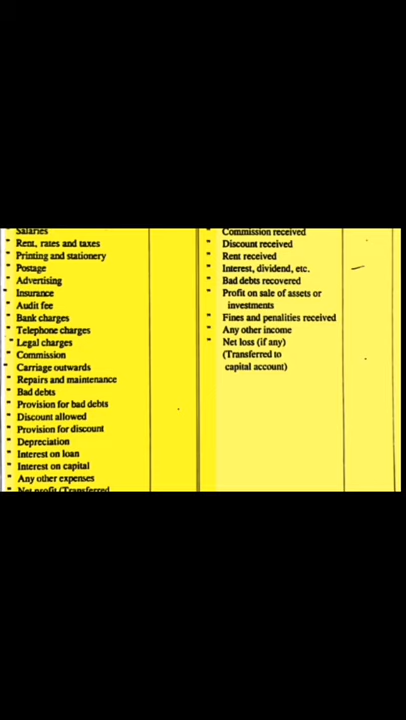 Salaries
" Rent, rates and taxes
" Printing and stationery
" Postage
" Advertising
" Insurance
" Audit fee
" Bank charges
" Telephone charges
" Legal charges
" Commission
" Carriage outwards
" Repairs and maintenance
" Bad debts
" Provision for bad debts
" Discount allowed
" Provision for discount
" Depreciation
" Interest on loan
" Interest on capital
" Any other expenses
" Net profit (Transferred
" Commission received
" Discount received
" Rent received
" Interest, dividend, etc.
" Bad debts recovered
" Profit on sale of assets or
investments
" Fines and penalities received
" Any other income
" Net loss (if any)
(Transferred to
capital account)